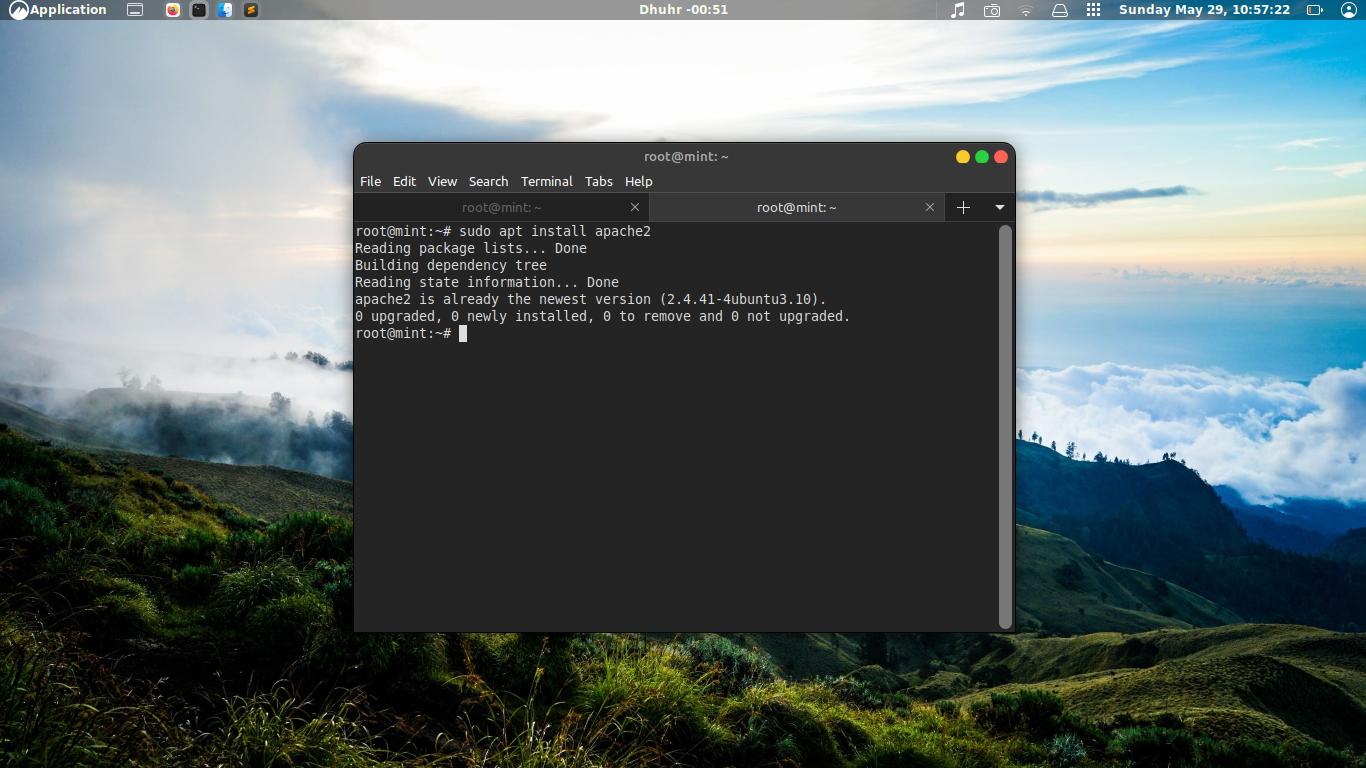 Application
Dhuhr -00:51
Sunday May 29, 10:57:22
root@mint: ~
File Edit View Search Terminal Tabs Help
root@mint: ~
root@mint: ~
root@mint:~# sudo apt install apache2
Reading package lists... Done
Building dependency tree
Reading state information... Done
apache2 is already the newest version (2.4.41-4ubuntu3.10).
0 upgraded, 0 newly installed, 0 to remove and 0 not upgraded.
root@mint:~#